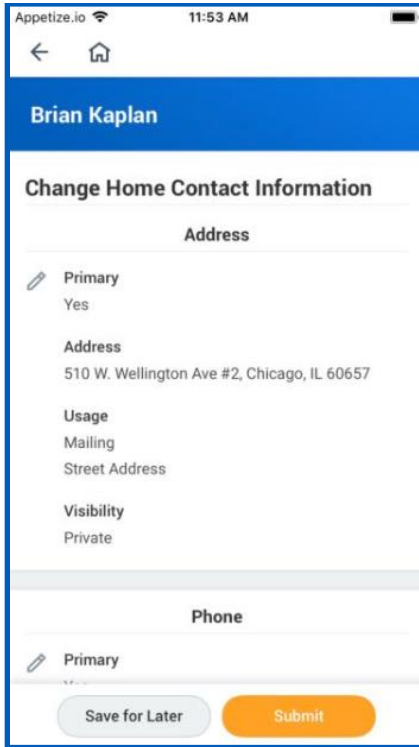 Appetize.io 11:53 AM
Brian Kaplan
Change Home Contact Information
Address
Primary
Yes
Address
510 W. Wellington Ave #2, Chicago, IL 60657
Usage
Mailing
Street Address
Visibility
Private
Phone
Primary
Save for Later Submit